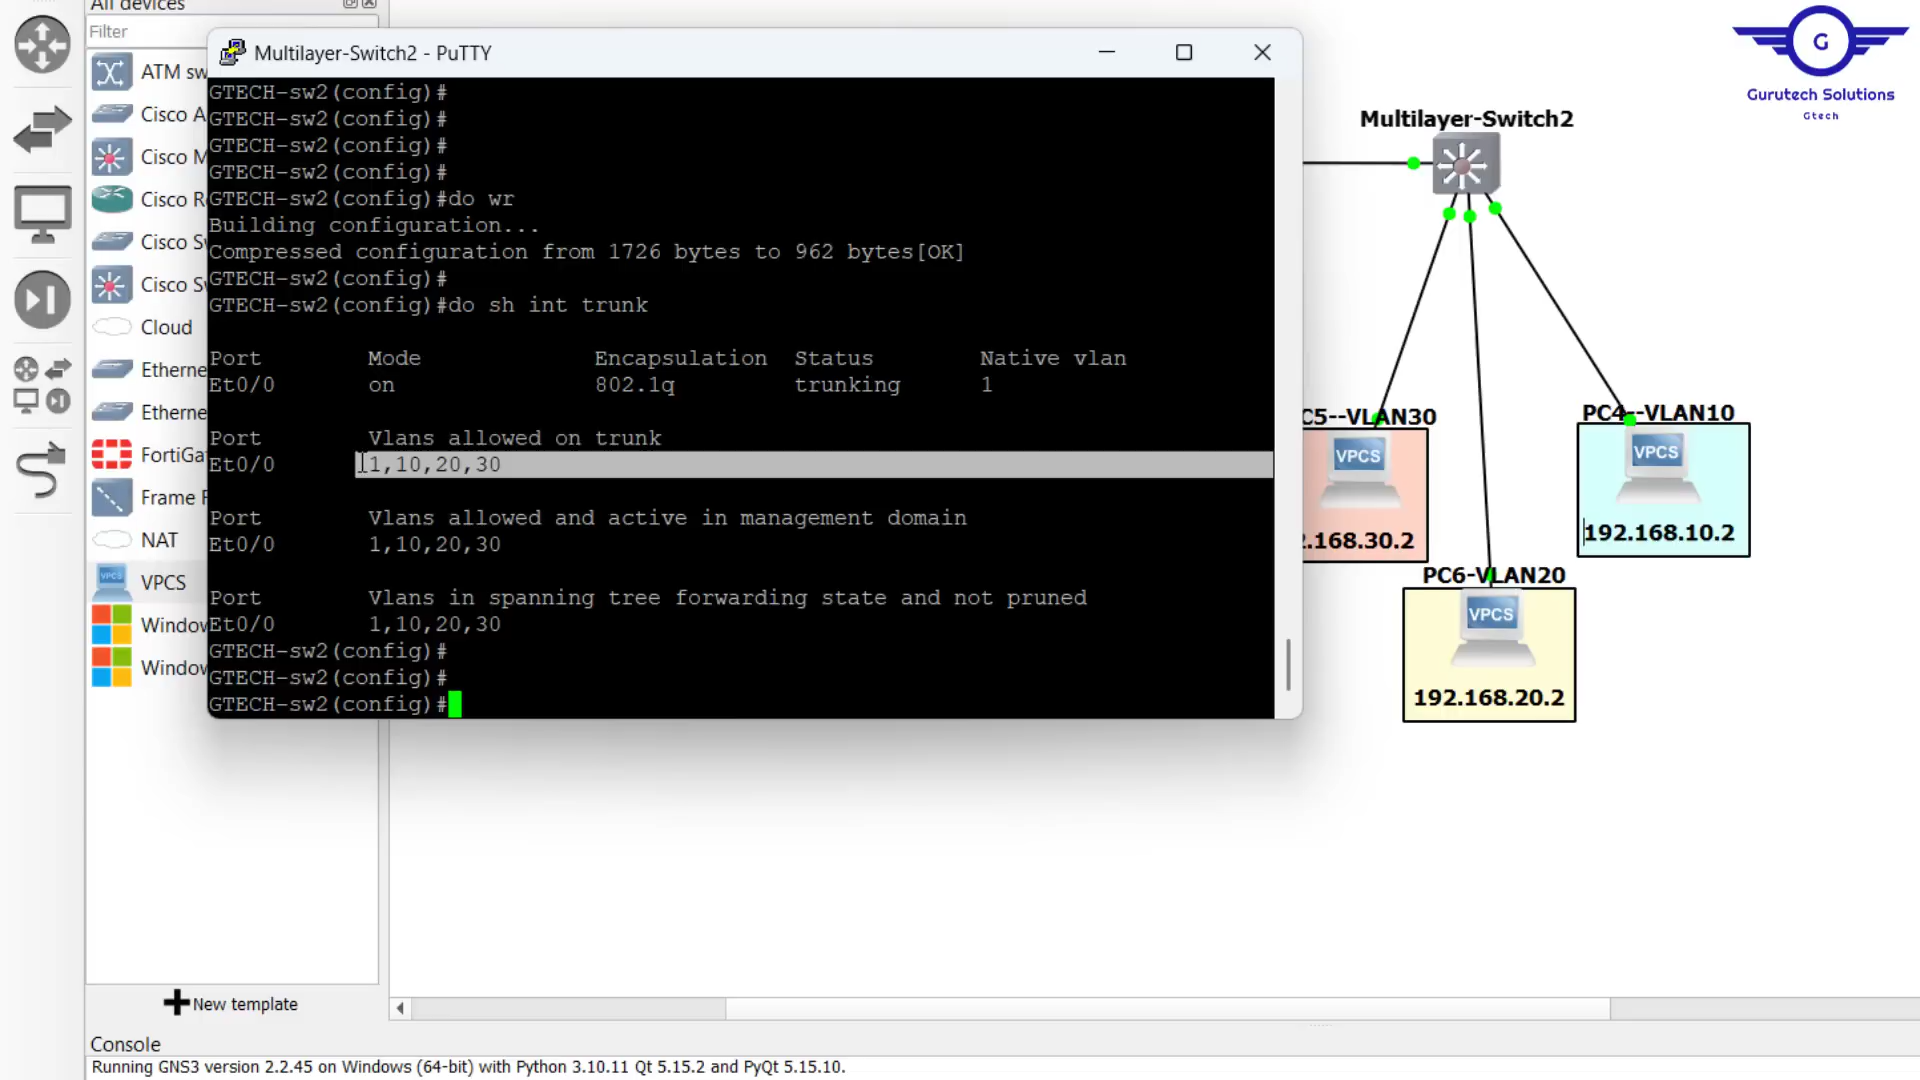 All devices
Filter
ATM sw
Cisco A
Cisco M
Cisco Ro
Cisco Sw
Cisco Sw
Cloud
Etherne
Etherne
FortiGat
Frame R
NAT
VPCS
Window
Window
New template
Multilayer-Switch2 - PuTTY
GTECH-sw2(config)#
GTECH-sw2(config)#
GTECH-sw2(config)#
GTECH-sw2(config)#
GTECH-sw2(config)#do wr
Building configuration...
Compressed configuration from 1726 bytes to 962 bytes[OK]
GTECH-sw2(config)#
GTECH-sw2(config)#do sh int trunk
Port Mode Encapsulation Status Native vlan
Et0/0 on 802.1q trunking 1
Port Vlans allowed on trunk
Et0/0 1,10,20,30
Port Vlans allowed and active in management domain
Et0/0 1,10,20,30
Port Vlans in spanning tree forwarding state and not pruned
Et0/0 1,10,20,30
GTECH-sw2(config)#
GTECH-sw2(config)#
GTECH-sw2(config)#
G
Gurutech Solutions
Gtech
Multilayer-Switch2
C5--VLAN30
VPCS
.168.30.2
PC4--VLAN10
VPCS
192.168.10.2
PC6-VLAN20
VPCS
192.168.20.2
Console
Running GNS3 version 2.2.45 on Windows (64-bit) with Python 3.10.11 Qt 5.15.2 and PyQt 5.15.10.